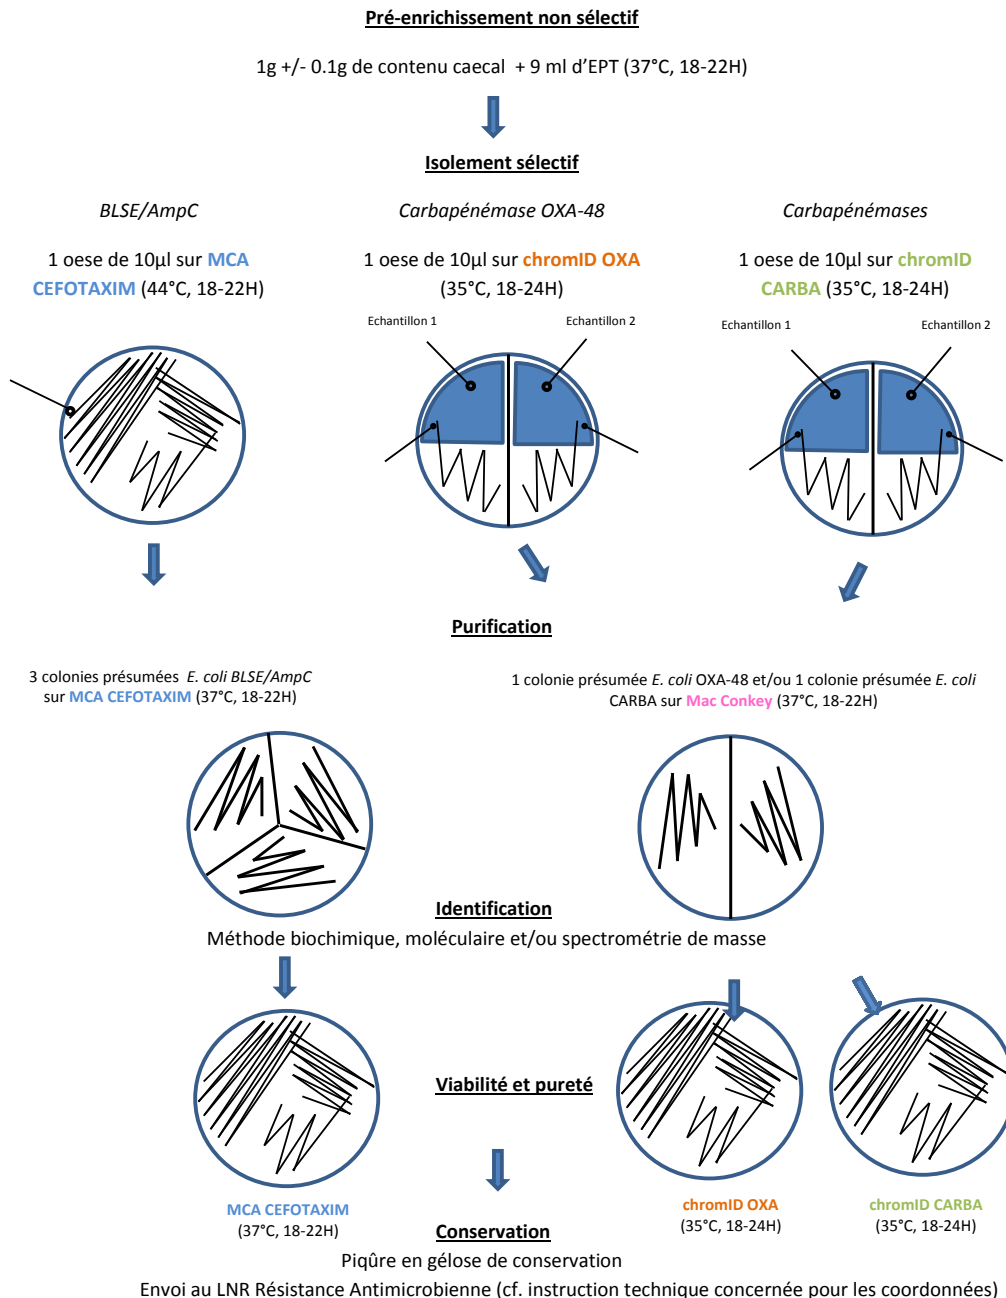 Pré-enrichissement non sélectif
1g +/- 0.1g de contenu caecal + 9 ml d'EPT (37°C, 18-22H)
Isolement sélectif
BLSE/AmpC
1 oese de 10µl sur MCA
CEFOTAXIM (44°C, 18-22H)
Carbapénémase OXA-48
1 oese de 10µl sur chromID OXA
(35°C, 18-24H)
Echantillon 1
Echantillon 2
Carbapénémases
1 oese de 10µl sur chromID
CARBA (35°C, 18-24H)
Echantillon 1
Echantillon 2
Purification
3 colonies présumées E. coli BLSE/AmpC
sur MCA CEFOTAXIM (37°C, 18-22H)
1 colonie présumée E. coli OXA-48 et/ou 1 colonie présumée E. coli
CARBA sur Mac Conkey (37°C, 18-22H)
Identification
Méthode biochimique, moléculaire et/ou spectrométrie de masse
Viabilité et pureté
MCA CEFOTAXIM
(37°C, 18-22H)
chromID OXA
(35°C, 18-24H)
chromID CARBA
(35°C, 18-24H)
Conservation
Piqûre en gélose de conservation
Envoi au LNR Résistance Antimicrobienne (cf. instruction technique concernée pour les coordonnées)